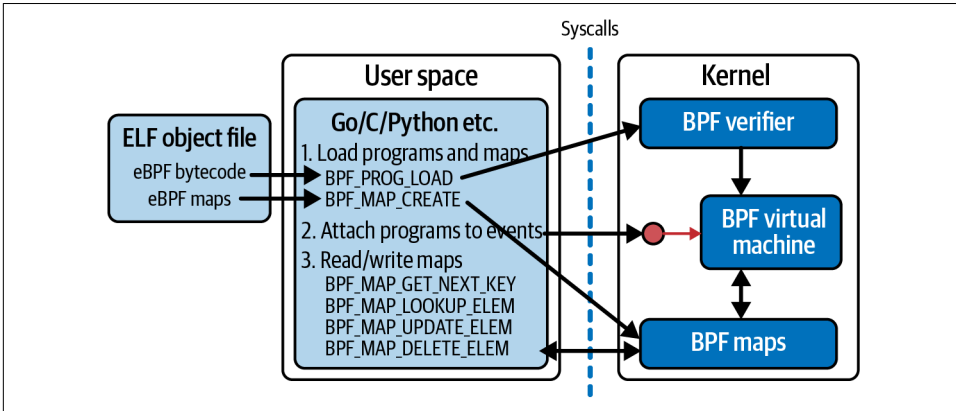 Syscalls
User space
Kernel
ELF object file
eBPF bytecode
eBPF maps
Go/C/Python etc.
1. Load programs and maps
BPF_PROG_LOAD
BPF_MAP_CREATE
2. Attach programs to events
3. Read/write maps
BPF_MAP_GET_NEXT_KEY
BPF_MAP_LOOKUP_ELEM
BPF_MAP_UPDATE_ELEM
BPF_MAP_DELETE_ELEM
BPF verifier
BPF virtual
machine
BPF maps